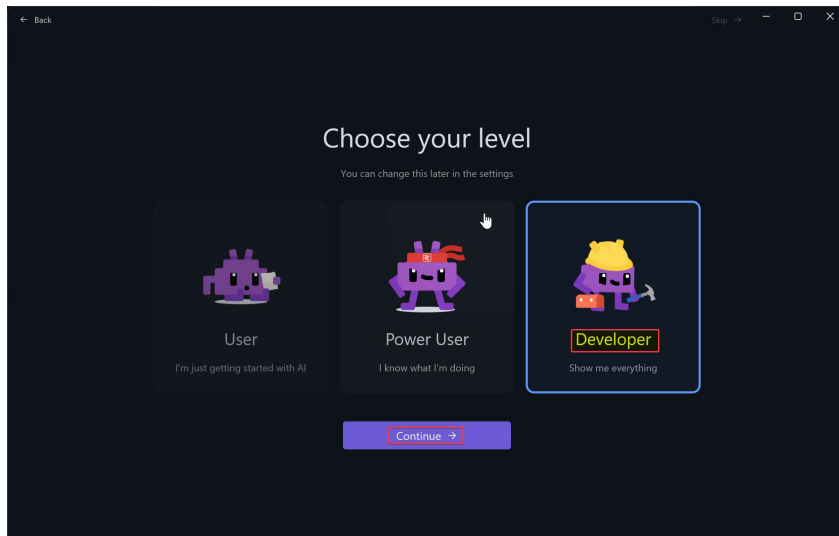 ← Back
Skip →
Choose your level
You can change this later in the settings
User
I'm just getting started with AI
Power User
I know what I'm doing
Developer
Show me everything
Continue →